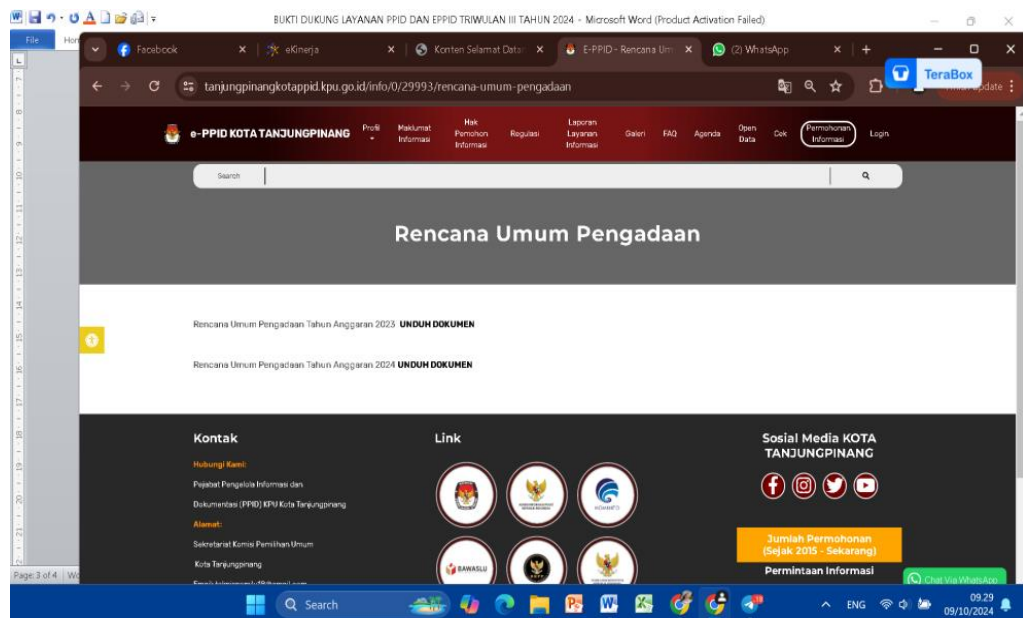 BUKTI DUKUNG LAYANAN PPID DAN EPPID TRIWULAN III TAHUN 2024 - Microsoft Word (Product Activation Failed)
File
Facebook
eKinerja
Konten Selamat Datan
E-PPID - Rencana Um
(2) WhatsApp
TeraBox
tanjungpinangkotappid.kpu.go.id/info/0/29993/rencana-umum-pengadaan
e-PPID KOTA TANJUNGPINANG
Profil
Maklumat Informasi
Hak Pemohon Informasi
Regulasi
Laporan Layanan Informasi
Galeri
FAQ
Agenda
Open Data
Cek
Permohonan Informasi
Login
Search
Rencana Umum Pengadaan
Rencana Umum Pengadaan Tahun Anggaran 2023 UNDUH DOKUMEN
Rencana Umum Pengadaan Tahun Anggaran 2024 UNDUH DOKUMEN
Kontak
Hubungi Kami:
Pejabat Pengelola Informasi dan
Dokumentasi (PPID) KPU Kota Tanjungpinang
Alamat:
Sekretariat Komisi Pemilihan Umum
Kota Tanjungpinang
Link
KOMINFO
BAWASLU
DKPP
Sosial Media KOTA
TANJUNGPINANG
Jumlah Permohonan
(Sejak 2015 - Sekarang)
Permintaan Informasi
Chat Via WhatsApp
Page: 3 of 4
Search
ENG
09.29
09/10/2024